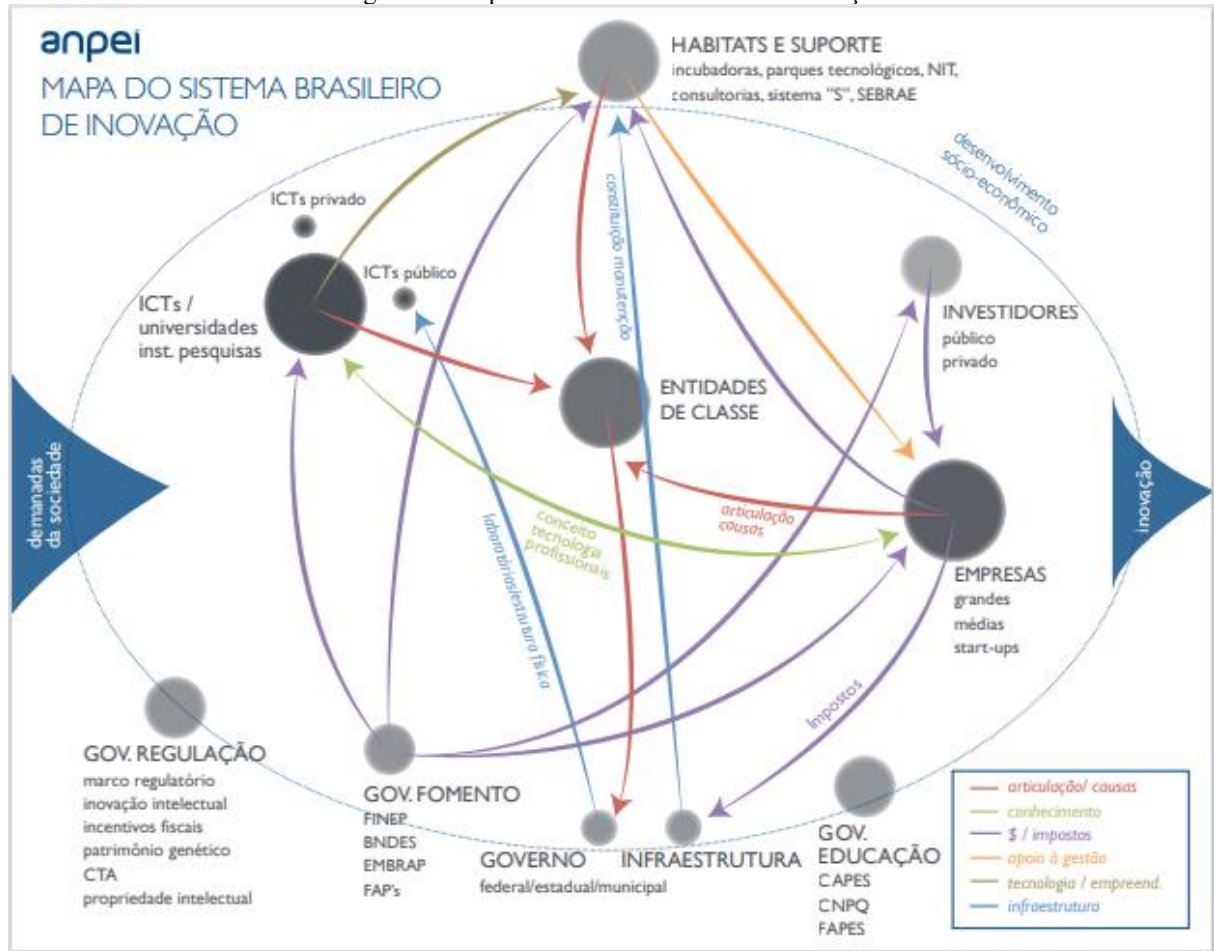 anpei
MAPA DO SISTEMA BRASILEIRO
DE INOVAÇÃO
HABITATS E SUPORTE
incubadoras, parques tecnológicos, NIT,
consultorias, sistema "S", SEBRAE
desenvolvimento
sócio-econômico
ICTs privado
ICTs público
ICTs /
universidades
inst. pesquisas
construição manuteção
INVESTIDORES
público
privado
ENTIDADES
DE CLASSE
demanadas
da sociedade
inovação
articulação
causas
conceito
tecnologia
profissionais
laboratórios/estrutura física
EMPRESAS
grandes
médias
start-ups
Impostos
GOV. REGULAÇÃO
marco regulatório
inovação intelectual
incentivos fiscais
patrimônio genético
CTA
propriedade intelectual
GOV. FOMENTO
FINEP
BNDES
EMBRAP
FAP's
GOVERNO
federal/estadual/municipal
INFRAESTRUTURA
GOV.
EDUCAÇÃO
CAPES
CNPQ
FAPES
articulação/ causas
conhecimento
$ / impostos
apoio à gestão
tecnologia / empreend.
infraestrutura